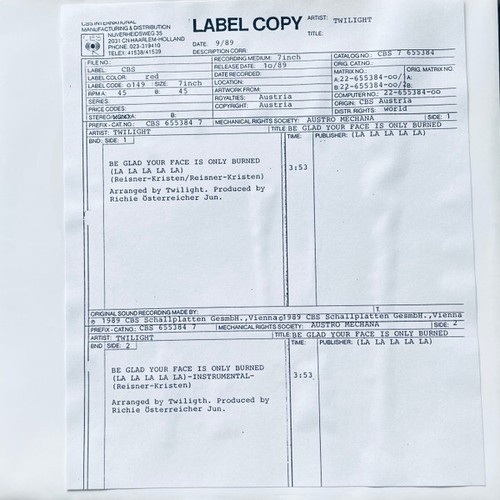 CBS INTERNATIONAL
MANUFACTURING & DISTRIBUTION
NIJVERHEIDSWEG 35
2031 CN HAARLEM-HOLLAND
PHONE: 023-319410
TELEX: 41538/41539
LABEL COPY
DATE: 9/89
ARTIST: TWILIGHT
TITLE:
FILE NO.:
RECORDING MEDIUM: 7inch
CATALOG NO.: CBS 7 655384
LABEL: CBS
RELEASE DATE: 10/89
ORIG. CAT.NO.:
LABEL COLOR: red
DATE RECORDED:
MATRIX NO.: ORIG. MATRIX NO.
LABEL CODE: 0149 SIZE: 7inch
LOCATION:
A 22-655384-00/1 A:
RPM A: 45 B: 45
ARTWORK FROM:
B 22-655384-00/ B:
SERIES:
ROYALTIES: Austria
COMPUTER NO.: 22-655384-00
PRICE CODES:
COPYRIGHT: Austria
ORIGIN: CBS Austria
STEREO/MONO A: B:
DESCRIPTION CORR:
DISTR.RIGHTS: world
PREFIX - CAT.NO.: CBS 655384 7
MECHANICAL RIGHTS SOCIETY: AUSTRO MECHANA
SIDE: 1
ARTIST: TWILIGHT
TITLE: BE GLAD YOUR FACE IS ONLY BURNED
BND SIDE: 1
TIME:
PUBLISHER: (LA LA LA LA LA)
BE GLAD YOUR FACE IS ONLY BURNED
(LA LA LA LA LA)
(Reisner-Kristen/Reisner-Kristen)
3:53
Arranged by Twilight. Produced by
Richie Österreicher Jun.
ORIGINAL SOUND RECORDING MADE BY:
1989 CBS Schallplatten GesmbH.,Vienna 1989 CBS Schallplatten GesmbH.,Vienna
PREFIX - CAT.NO.: CBS 655384 7
MECHANICAL RIGHTS SOCIETY: AUSTRO MECHANA
SIDE: 2
ARTIST: TWILIGHT
TITLE: BE GLAD YOUR FACE IS ONLY BURNED
BND SIDE: 2
TIME:
PUBLISHER: (LA LA LA LA LA)
BE GLAD YOUR FACE IS ONLY BURNED
(LA LA LA LA LA)-INSTRUMENTAL-
(Reisner-Kristen)
3:53
Arranged by Twiligth. Produced by
Richie Österreicher Jun.